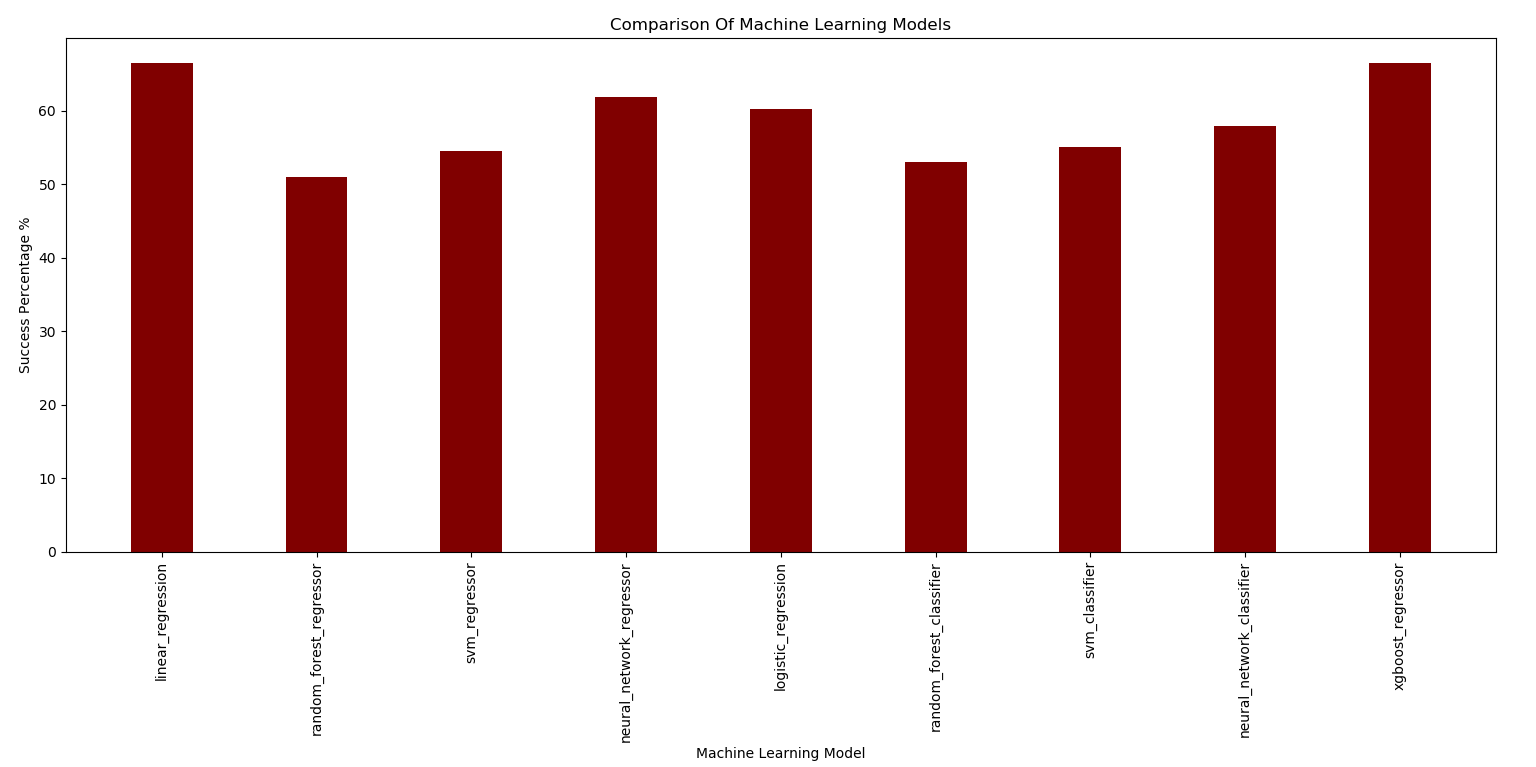 Comparison Of Machine Learning Models
Success Percentage %
60
50
40
30
20
10
0
linear_regression
random_forest_regressor
svm_regressor
neural_network_regressor
logistic_regression
random_forest_classifier
svm_classifier
neural_network_classifier
xgboost_regressor
Machine Learning Model